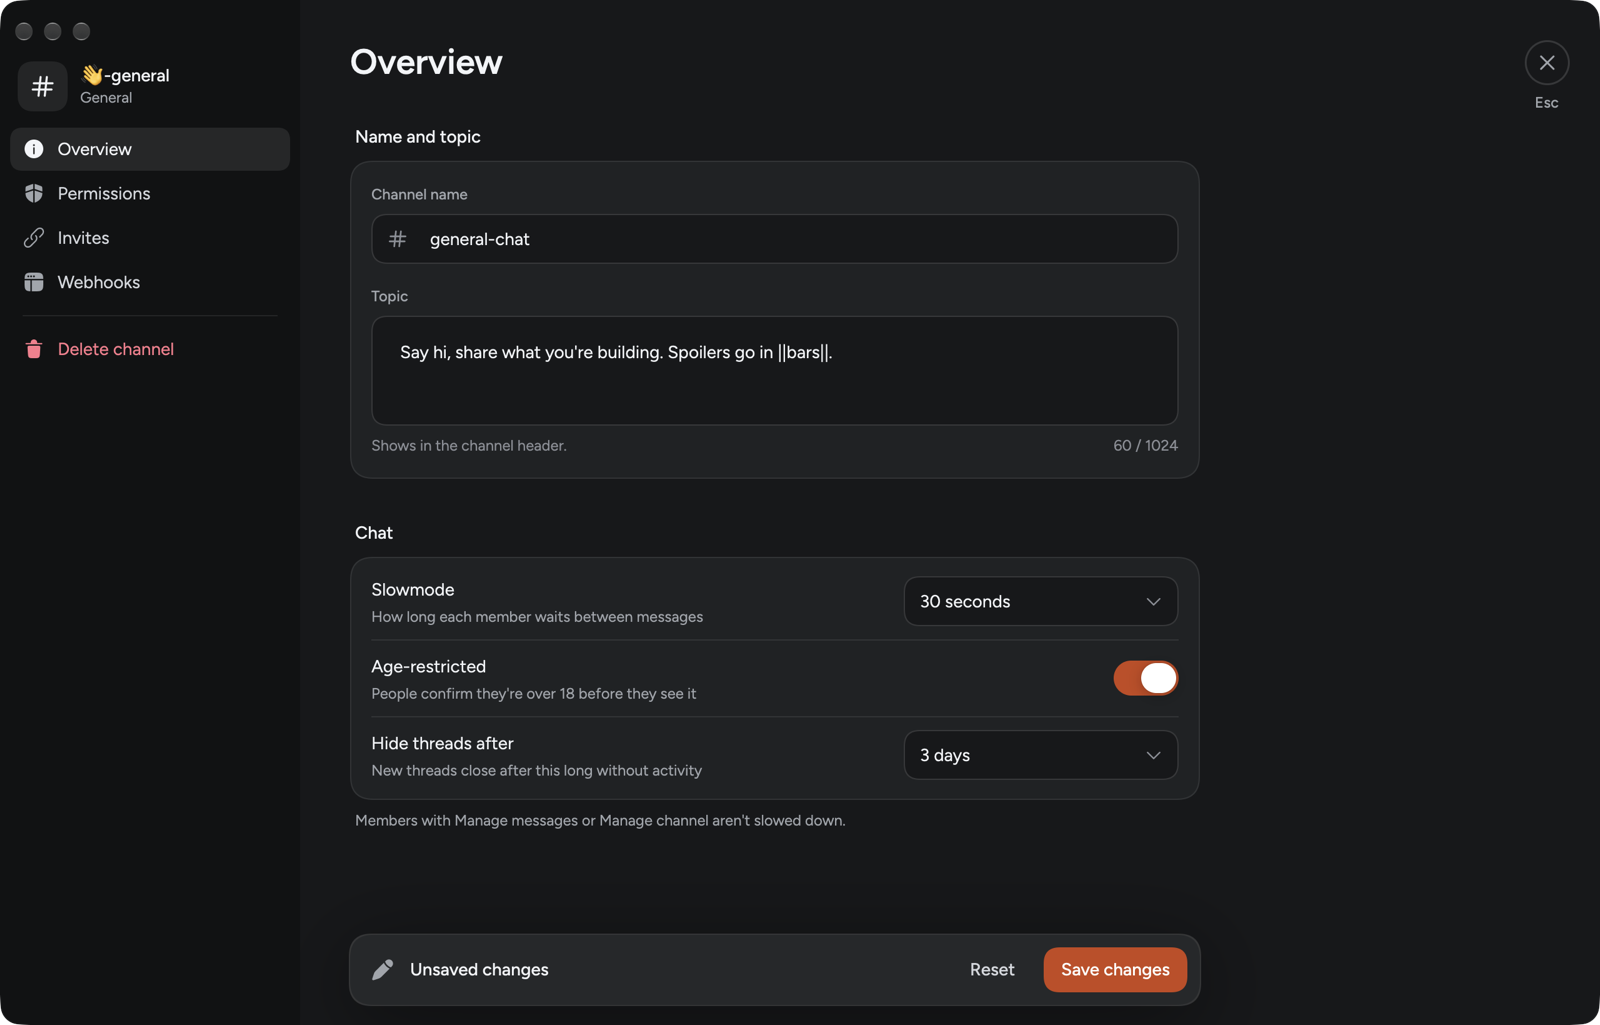 👋-general
General
Overview
Permissions
Invites
Webhooks
Delete channel
Overview
Esc
Name and topic
Channel name
# general-chat
Topic
Say hi, share what you're building. Spoilers go in ||bars||.
Shows in the channel header.
60 / 1024
Chat
Slowmode
How long each member waits between messages
30 seconds
Age-restricted
People confirm they're over 18 before they see it
Hide threads after
New threads close after this long without activity
3 days
Members with Manage messages or Manage channel aren't slowed down.
Unsaved changes
Reset
Save changes